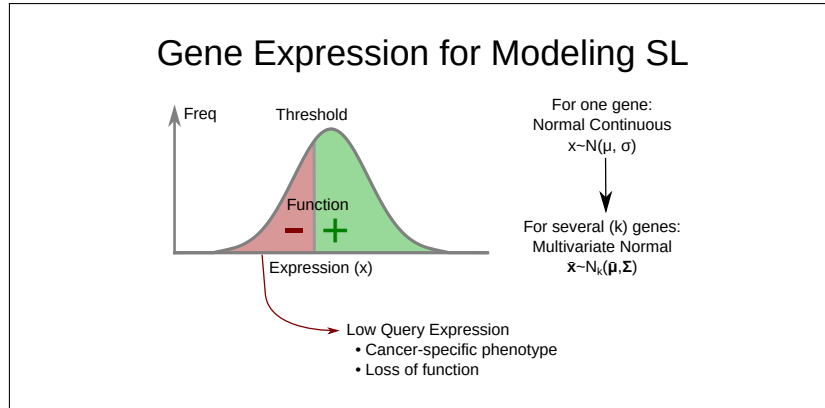 Gene Expression for Modeling SL
Freq
Threshold
Function
− +
Expression (x)
Low Query Expression
• Cancer-specific phenotype
• Loss of function
For one gene:
Normal Continuous
x~N(μ, σ)
For several (k) genes:
Multivariate Normal
x̄~Nₖ(μ̄,Σ)